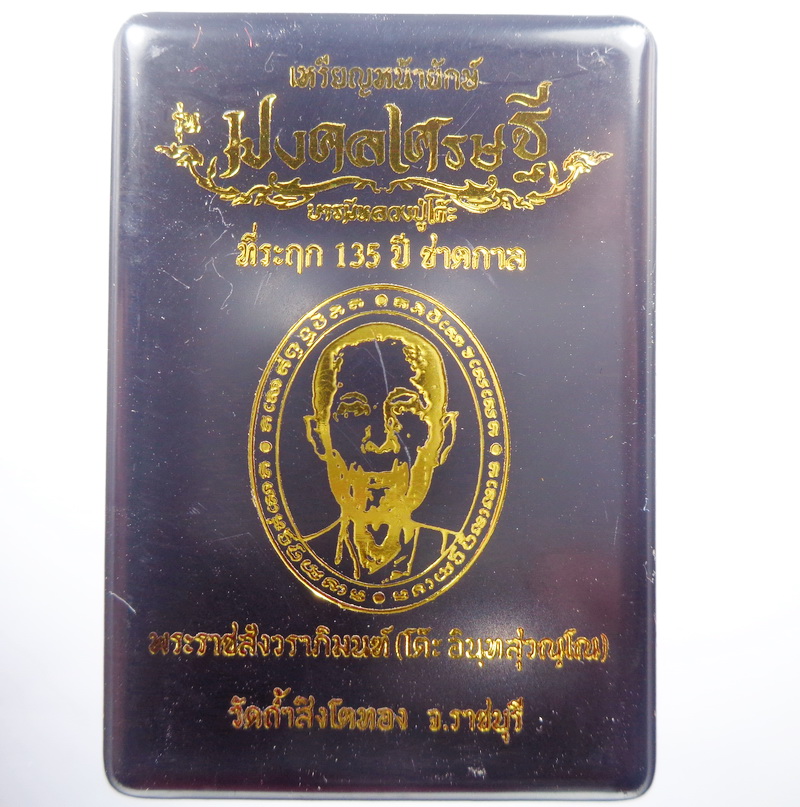 เหรียญหน้ายักษ์
รุ่น มงคลเศรษฐี
บารมีหลวงปู่โต๊ะ
ที่ระฤก 135 ปี ชาตกาล
พระราชสังวราภิมนฑ์ (โต๊ะ อินฺทสุวณฺโณ)
วัดถ้ำสิงโตทอง จ.ราชบุรี